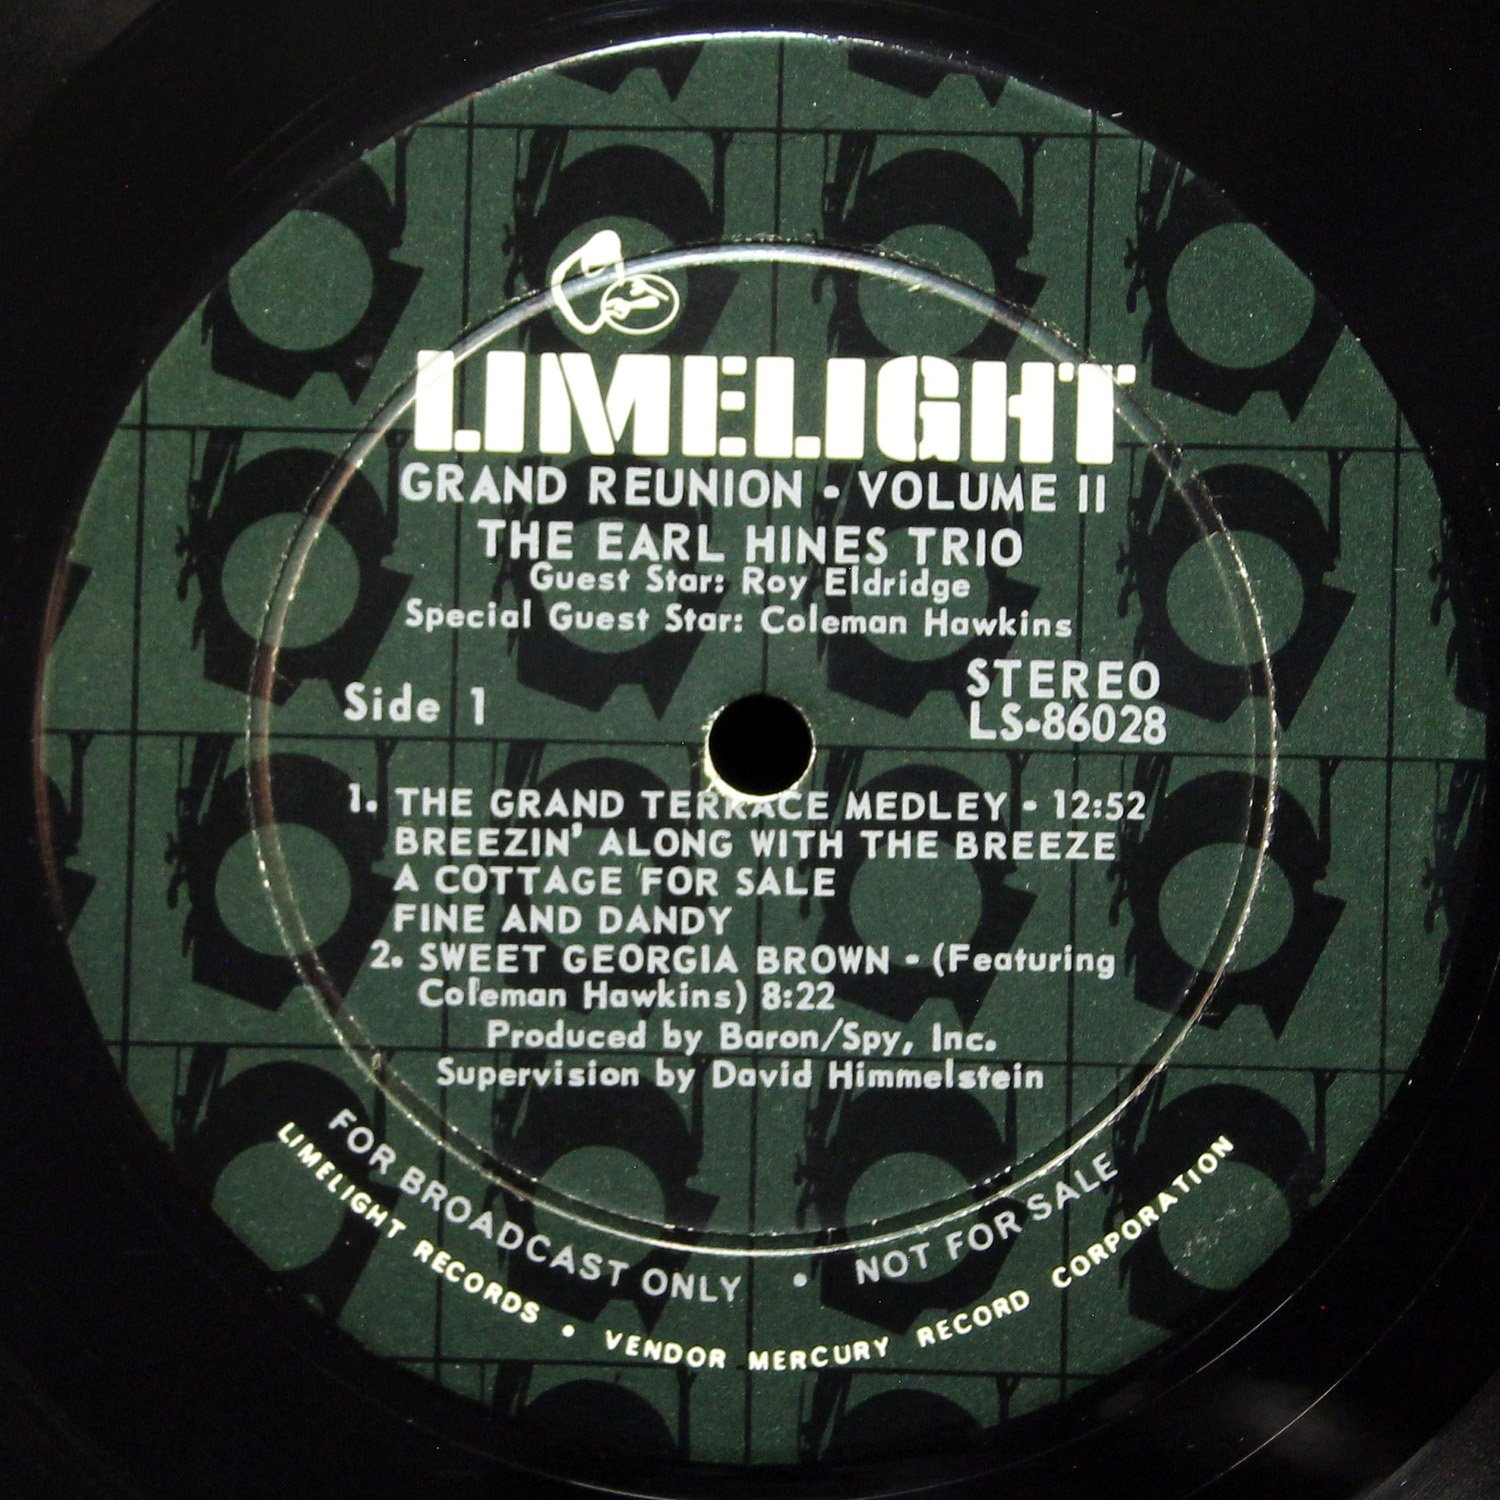 LIMELIGHT
GRAND REUNION - VOLUME II
THE EARL HINES TRIO
Guest Star: Roy Eldridge
Special Guest Star: Coleman Hawkins
Side 1
STEREO
LS-86028
1. THE GRAND TERRACE MEDLEY - 12:52
BREEZIN' ALONG WITH THE BREEZE
A COTTAGE FOR SALE
FINE AND DANDY
2. SWEET GEORGIA BROWN - (Featuring
Coleman Hawkins) 8:22
Produced by Baron/Spy, Inc.
Supervision by David Himmelstein
FOR BROADCAST ONLY • NOT FOR SALE
LIMELIGHT RECORDS • VENDOR MERCURY RECORD CORPORATION